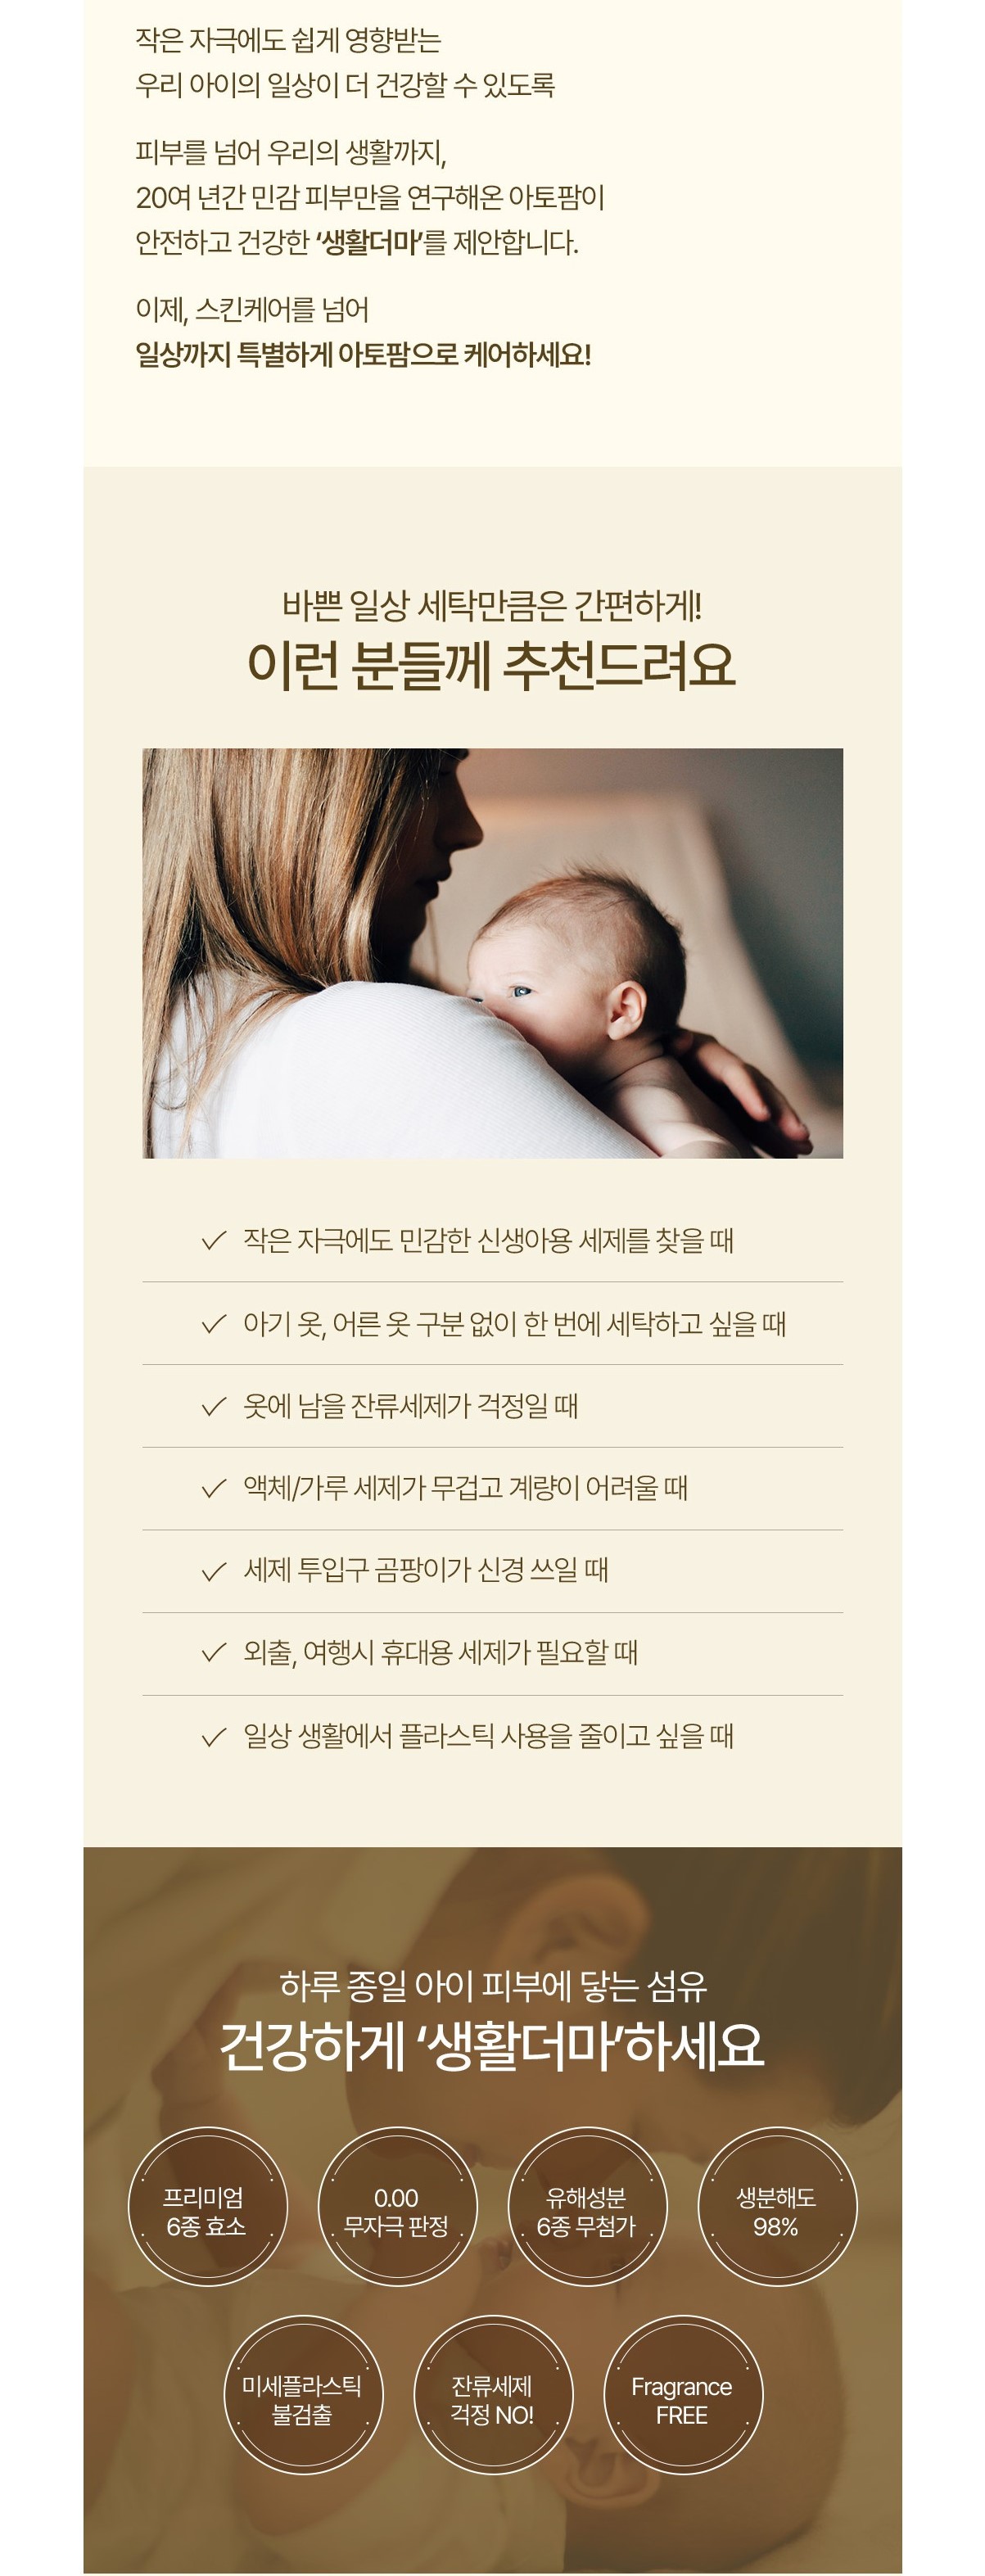 작은 자극에도 쉽게 영향받는
우리 아이의 일상이 더 건강할 수 있도록
피부를 넘어 우리의 생활까지,
20여 년간 민감 피부만을 연구해온 아토팜이
안전하고 건강한 ‘생활더마’를 제안합니다.
이제, 스킨케어를 넘어
일상까지 특별하게 아토팜으로 케어하세요!
바쁜 일상 세탁만큼은 간편하게!
이런 분들께 추천드려요
작은 자극에도 민감한 신생아용 세제를 찾을 때
아기 옷, 어른 옷 구분 없이 한 번에 세탁하고 싶을 때
옷에 남을 잔류세제가 걱정일 때
액체/가루 세제가 무겁고 계량이 어려울 때
세제 투입구 곰팡이가 신경 쓰일 때
외출, 여행시 휴대용 세제가 필요할 때
일상 생활에서 플라스틱 사용을 줄이고 싶을 때
하루 종일 아이 피부에 닿는 섬유
건강하게 ‘생활더마’하세요
프리미엄
6종 효소
0.00
무자극 판정
유해성분
6종 무첨가
생분해도
98%
미세플라스틱
불검출
잔류세제
걱정 NO!
Fragrance
FREE